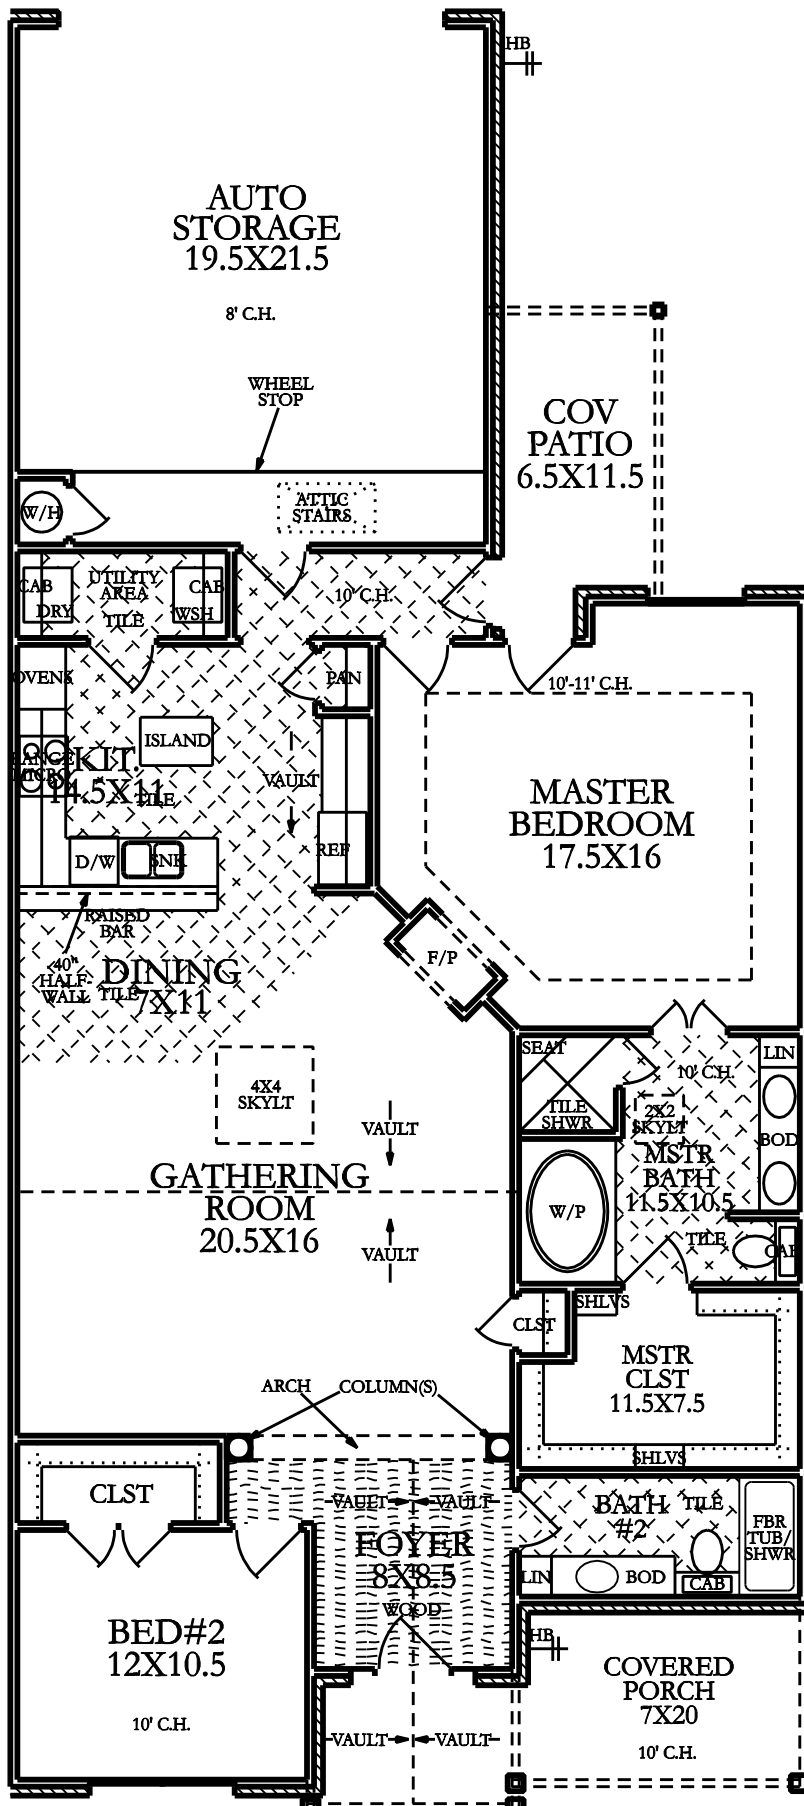 HB
AUTO
STORAGE
19.5X21.5
8' C.H.
WHEEL
STOP
COV
PATIO
6.5X11.5
W/H
ATTIC
STAIRS
CAB
DRY
UTILITY
AREA
TILE
CAB
WSH
10' C.H.
OVENS
PAN
10'-11' C.H.
ISLAND
KIT.
14.5X11
TILE
RANGE
MICRO
VAULT
MASTER
BEDROOM
17.5X16
D/W
SNK
REF
RAISED
BAR
40"
HALF-
WALL
DINING
7X11
TILE
F/P
SEAT
LIN
4X4
SKYLT
10' C.H.
TILE
SHWR
2X2
SKYLT
VAULT
BOD
MSTR
BATH
11.5X10.5
GATHERING
ROOM
20.5X16
W/P
VAULT
TILE
CAB
CLST
SHLVS
MSTR
CLST
11.5X7.5
ARCH
COLUMN(S)
SHLVS
CLST
VAULT
VAULT
BATH
#2
TILE
FBR
TUB/
SHWR
FOYER
8X8.5
WOOD
LIN
BOD
CAB
BED#2
12X10.5
HB
COVERED
PORCH
7X20
10' C.H.
VAULT
VAULT
10' C.H.